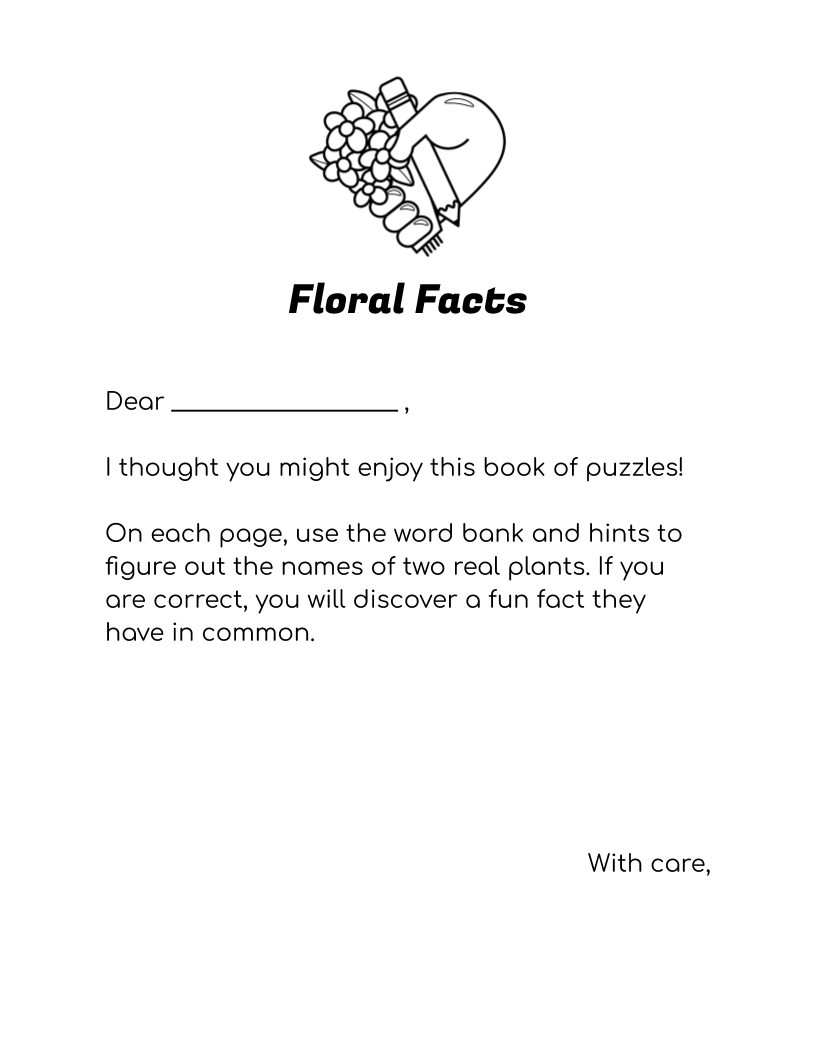 Floral Facts
Dear __________________ ,
I thought you might enjoy this book of puzzles!
On each page, use the word bank and hints to
figure out the names of two real plants. If you
are correct, you will discover a fun fact they
have in common.
With care,